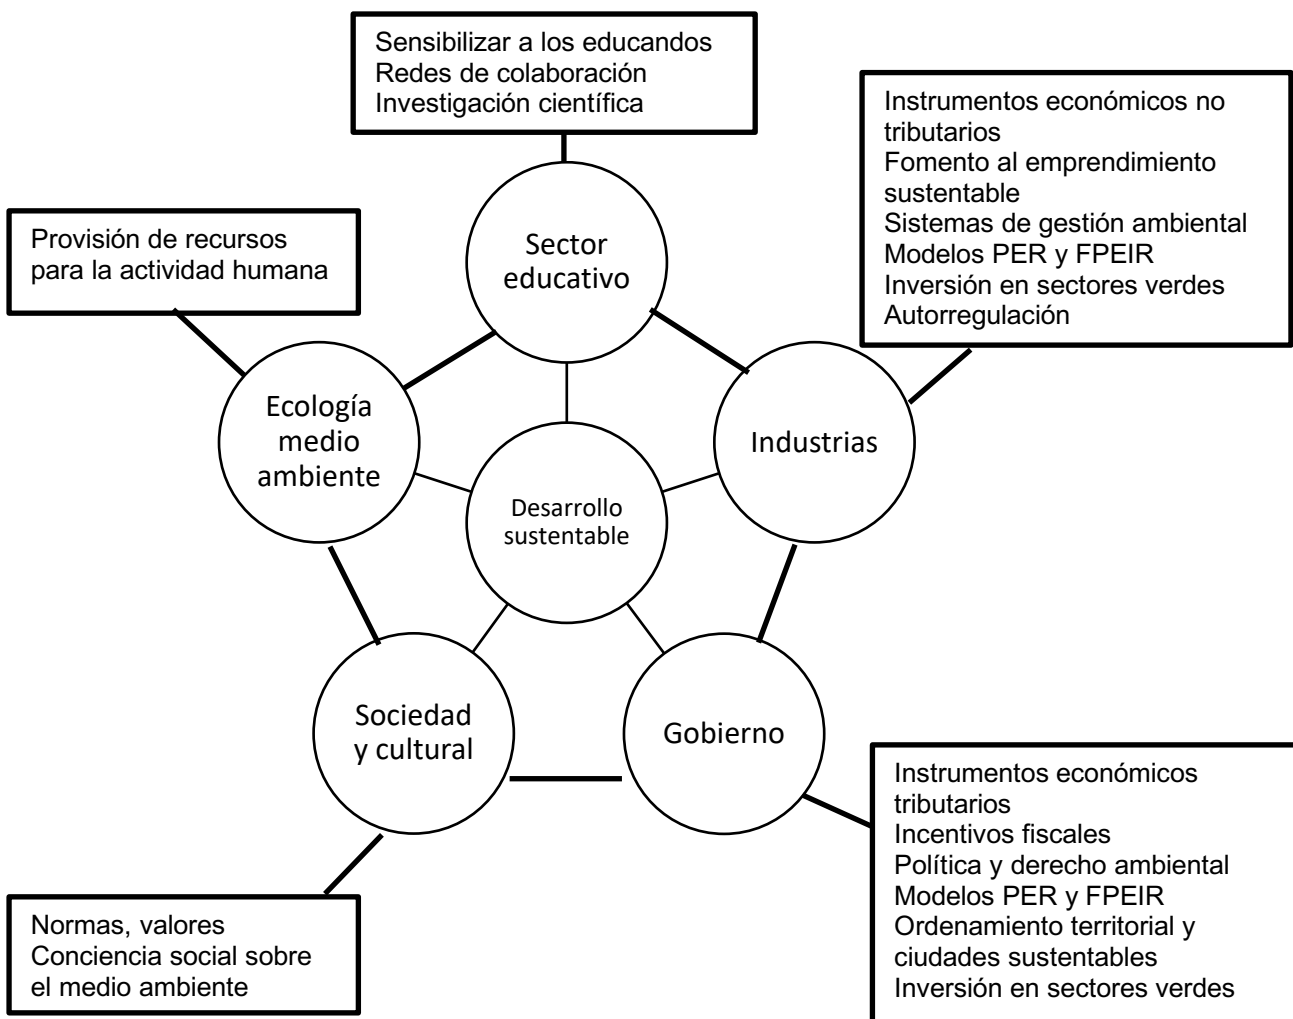 Sensibilizar a los educandos
Redes de colaboración
Investigación científica
Instrumentos económicos no
tributarios
Fomento al emprendimiento
sustentable
Sistemas de gestión ambiental
Modelos PER y FPEIR
Inversión en sectores verdes
Autorregulación
Provisión de recursos
para la actividad humana
Sector
educativo
Ecología
medio
ambiente
Industrias
Desarrollo
sustentable
Sociedad
y cultural
Gobierno
Instrumentos económicos
tributarios
Incentivos fiscales
Política y derecho ambiental
Modelos PER y FPEIR
Ordenamiento territorial y
ciudades sustentables
Inversión en sectores verdes
Normas, valores
Conciencia social sobre
el medio ambiente